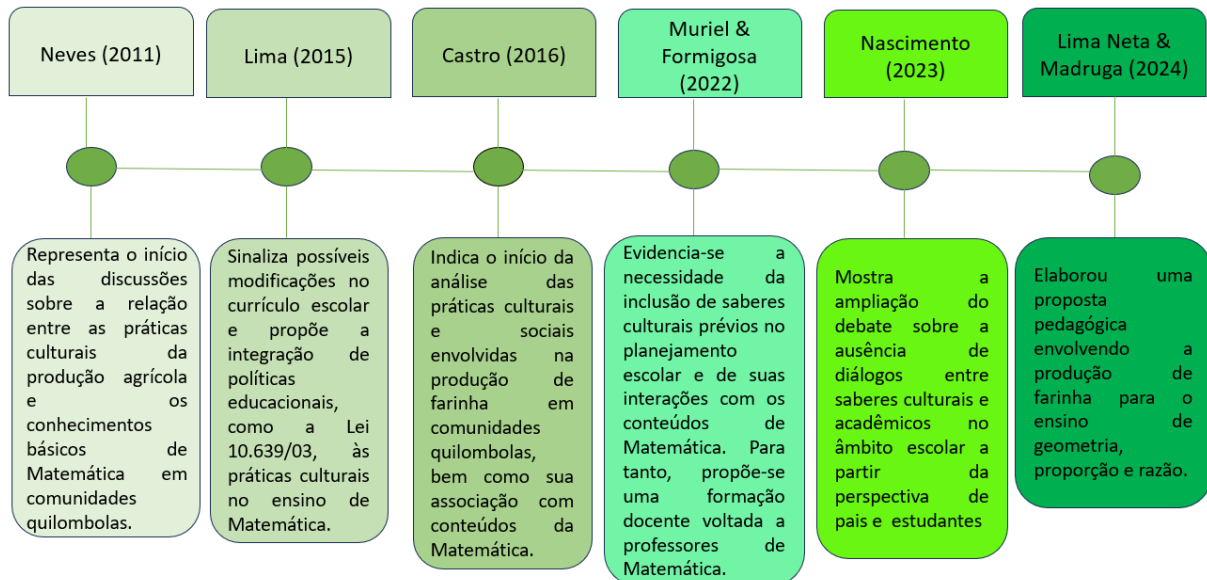 Neves (2011)
Lima (2015)
Castro (2016)
Muriel &
Formigosa
(2022)
Nascimento
(2023)
Lima Neta &
Madruga (2024)
Representa o início
das discussões
sobre a relação
entre as práticas
culturais da
produção agrícola
e os
conhecimentos
básicos de
Matemática em
comunidades
quilombolas.
Sinaliza possíveis
modificações no
currículo escolar
e propõe a
integração de
políticas
educacionais,
como a Lei
10.639/03, às
práticas culturais
no ensino de
Matemática.
Indica o início da
análise das
práticas culturais
e sociais
envolvidas na
produção de
farinha em
comunidades
quilombolas,
bem como sua
associação com
conteúdos da
Matemática.
Evidencia-se a
necessidade da
inclusão de saberes
culturais prévios no
planejamento
escolar e de suas
interações com os
conteúdos de
Matemática. Para
tanto, propõe-se
uma formação
docente voltada a
professores de
Matemática.
Mostra a
ampliação do
debate sobre a
ausência de
diálogos entre
saberes culturais e
acadêmicos no
âmbito escolar a
partir da
perspectiva de
pais e estudantes
Elaborou uma
proposta
pedagógica
envolvendo a
produção de
farinha para o
ensino de
geometria,
proporção e razão.